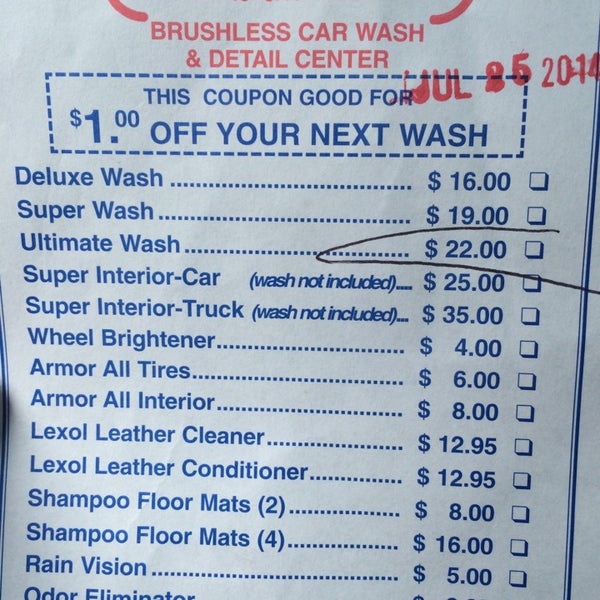 BRUSHLESS CAR WASH
& DETAIL CENTER
JUL 25 2014
THIS COUPON GOOD FOR
$1.00 OFF YOUR NEXT WASH
Deluxe Wash ........................................ $ 16.00 ❏
Super Wash ......................................... $ 19.00 ❏
Ultimate Wash ...................................... $ 22.00 ❏
Super Interior-Car (wash not included).... $ 25.00 ❏
Super Interior-Truck (wash not included)... $ 35.00 ❏
Wheel Brightener................................ $ 4.00 ❏
Armor All Tires.................................... $ 6.00 ❏
Armor All Interior................................ $ 8.00 ❏
Lexol Leather Cleaner....................... $ 12.95 ❏
Lexol Leather Conditioner................ $ 12.95 ❏
Shampoo Floor Mats (2)................... $ 8.00 ❏
Shampoo Floor Mats (4)................... $ 16.00 ❏
Rain Vision.......................................... $ 5.00 ❏
Odor Eliminator